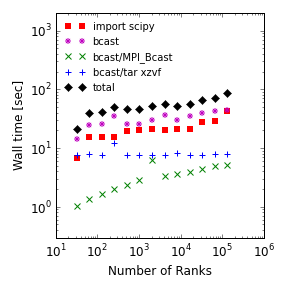 import scipy
bcast
bcast/MPI_Bcast
bcast/tar xzvf
total
Wall time [sec]
10³
10²
10¹
10⁰
10¹ 10² 10³ 10⁴ 10⁵ 10⁶
Number of Ranks